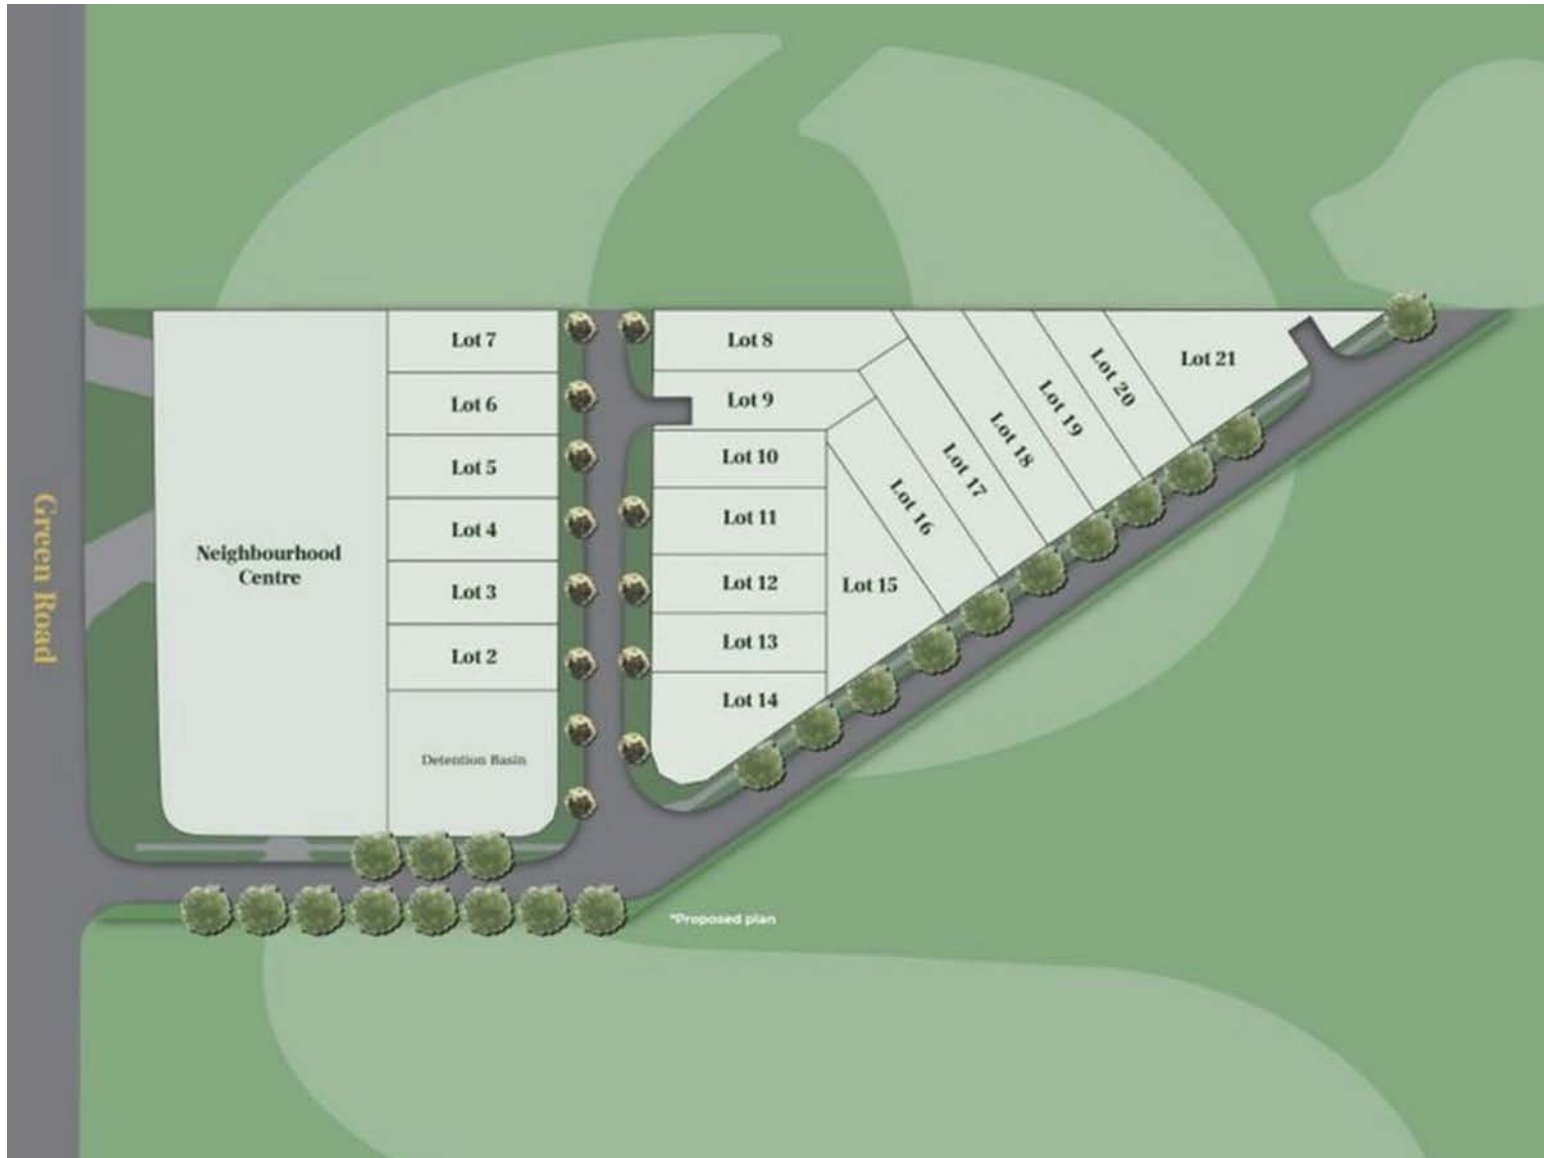 Green Road
Neighbourhood
Centre
Lot 7
Lot 6
Lot 5
Lot 4
Lot 3
Lot 2
Detention Basin
Lot 8
Lot 9
Lot 10
Lot 11
Lot 12
Lot 13
Lot 14
Lot 15
Lot 16
Lot 17
Lot 18
Lot 19
Lot 20
Lot 21
*Proposed plan